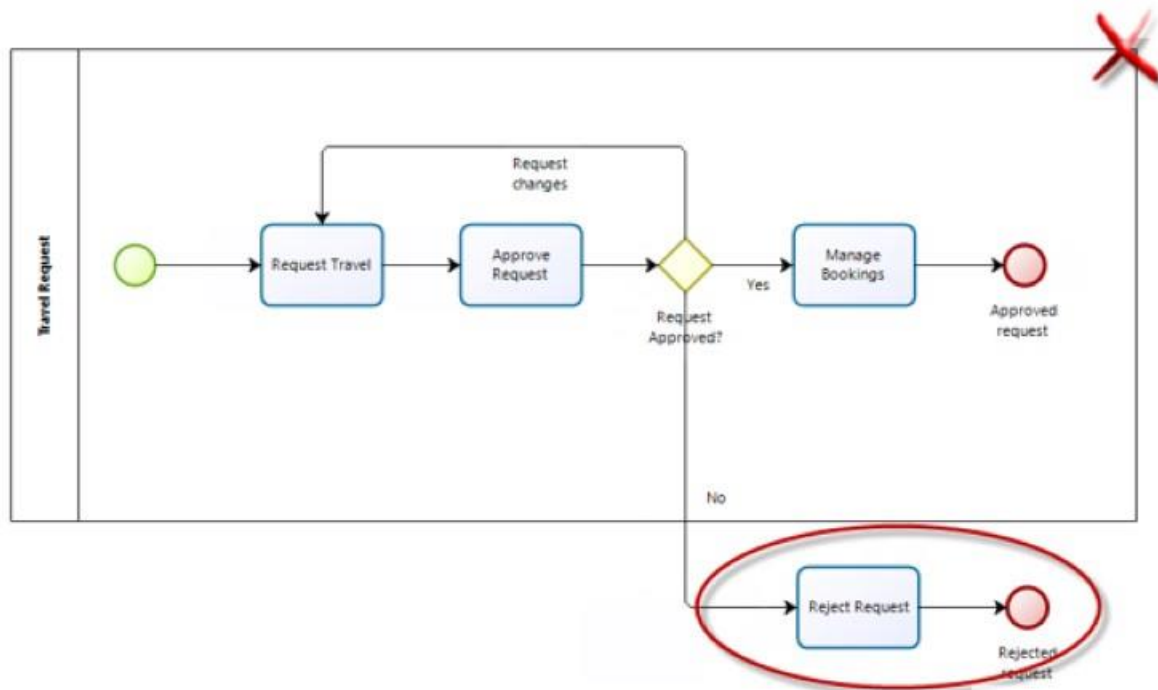 Travel Request
Request
changes
Request Travel
Approve
Request
Request
Approved?
Yes
Manage
Bookings
Approved
request
No
Reject Request
Rejected
request